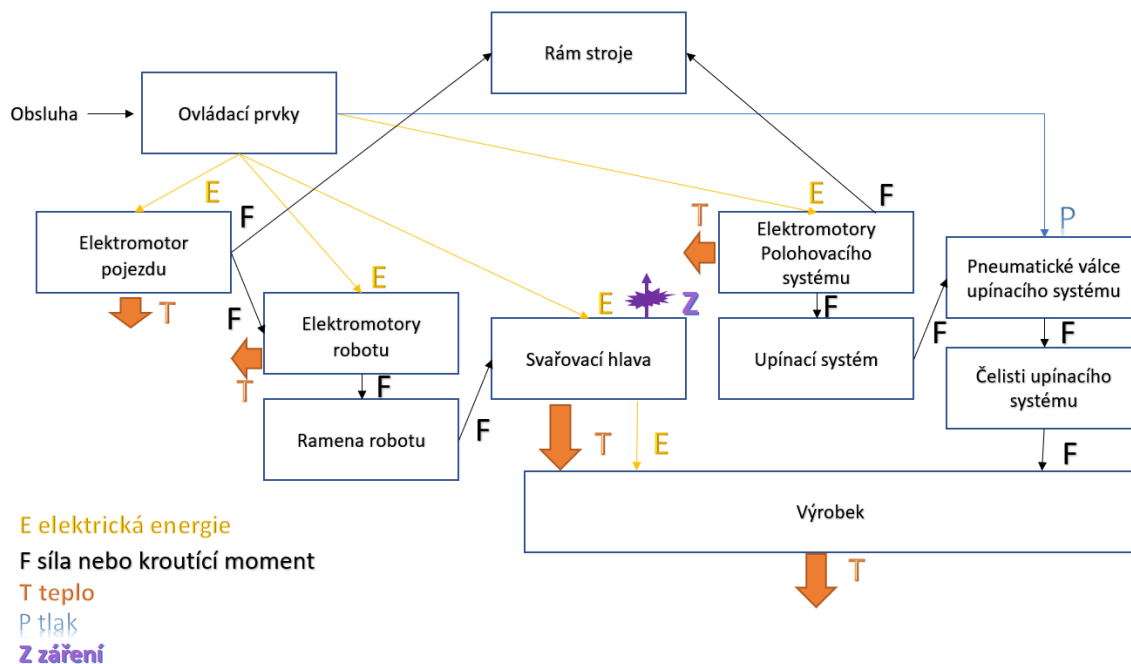 Rám stroje
Obsluha
Ovládací prvky
E
F
E
F
T
Elektromotor
pojezdu
Elektromotory
Polohovacího
systému
P
Pneumatické válce
upínacího systému
T
E
E
Z
F
F
Elektromotory
robotu
F
T
F
Svařovací hlava
Upínací systém
F
Čelisti upínacího
systému
Ramena robotu
F
T
E
F
Výrobek
T
E elektrická energie
F síla nebo kroutící moment
T teplo
P tlak
Z záření